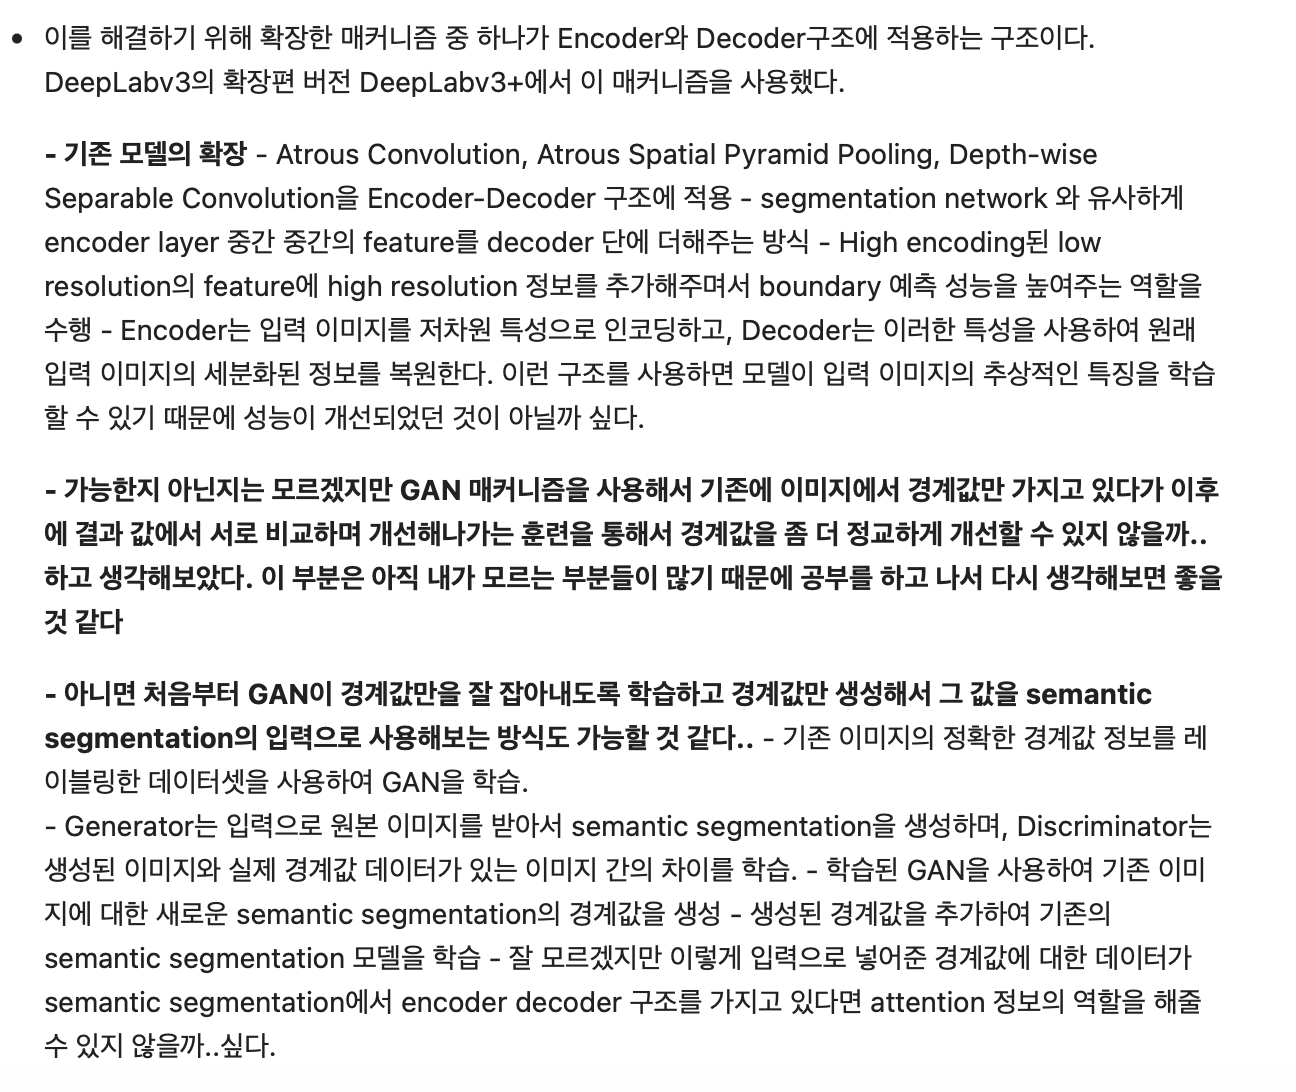 • 이를 해결하기 위해 확장한 매커니즘 중 하나가 Encoder와 Decoder구조에 적용하는 구조이다.
DeepLabv3의 확장편 버전 DeepLabv3+에서 이 매커니즘을 사용했다.
- 기존 모델의 확장 - Atrous Convolution, Atrous Spatial Pyramid Pooling, Depth-wise
Separable Convolution을 Encoder-Decoder 구조에 적용 - segmentation network 와 유사하게
encoder layer 중간 중간의 feature를 decoder 단에 더해주는 방식 - High encoding된 low
resolution의 feature에 high resolution 정보를 추가해주며서 boundary 예측 성능을 높여주는 역할을
수행 - Encoder는 입력 이미지를 저차원 특성으로 인코딩하고, Decoder는 이러한 특성을 사용하여 원래
입력 이미지의 세분화된 정보를 복원한다. 이런 구조를 사용하면 모델이 입력 이미지의 추상적인 특징을 학습
할 수 있기 때문에 성능이 개선되었던 것이 아닐까 싶다.
- 가능한지 아닌지는 모르겠지만 GAN 매커니즘을 사용해서 기존에 이미지에서 경계값만 가지고 있다가 이후
에 결과 값에서 서로 비교하며 개선해나가는 훈련을 통해서 경계값을 좀 더 정교하게 개선할 수 있지 않을까..
하고 생각해보았다. 이 부분은 아직 내가 모르는 부분들이 많기 때문에 공부를 하고 나서 다시 생각해보면 좋을
것 같다
- 아니면 처음부터 GAN이 경계값만을 잘 잡아내도록 학습하고 경계값만 생성해서 그 값을 semantic
segmentation의 입력으로 사용해보는 방식도 가능할 것 같다.. - 기존 이미지의 정확한 경계값 정보를 레
이블링한 데이터셋을 사용하여 GAN을 학습.
- Generator는 입력으로 원본 이미지를 받아서 semantic segmentation을 생성하며, Discriminator는
생성된 이미지와 실제 경계값 데이터가 있는 이미지 간의 차이를 학습. - 학습된 GAN을 사용하여 기존 이미
지에 대한 새로운 semantic segmentation의 경계값을 생성 - 생성된 경계값을 추가하여 기존의
semantic segmentation 모델을 학습 - 잘 모르겠지만 이렇게 입력으로 넣어준 경계값에 대한 데이터가
semantic segmentation에서 encoder decoder 구조를 가지고 있다면 attention 정보의 역할을 해줄
수 있지 않을까..싶다.